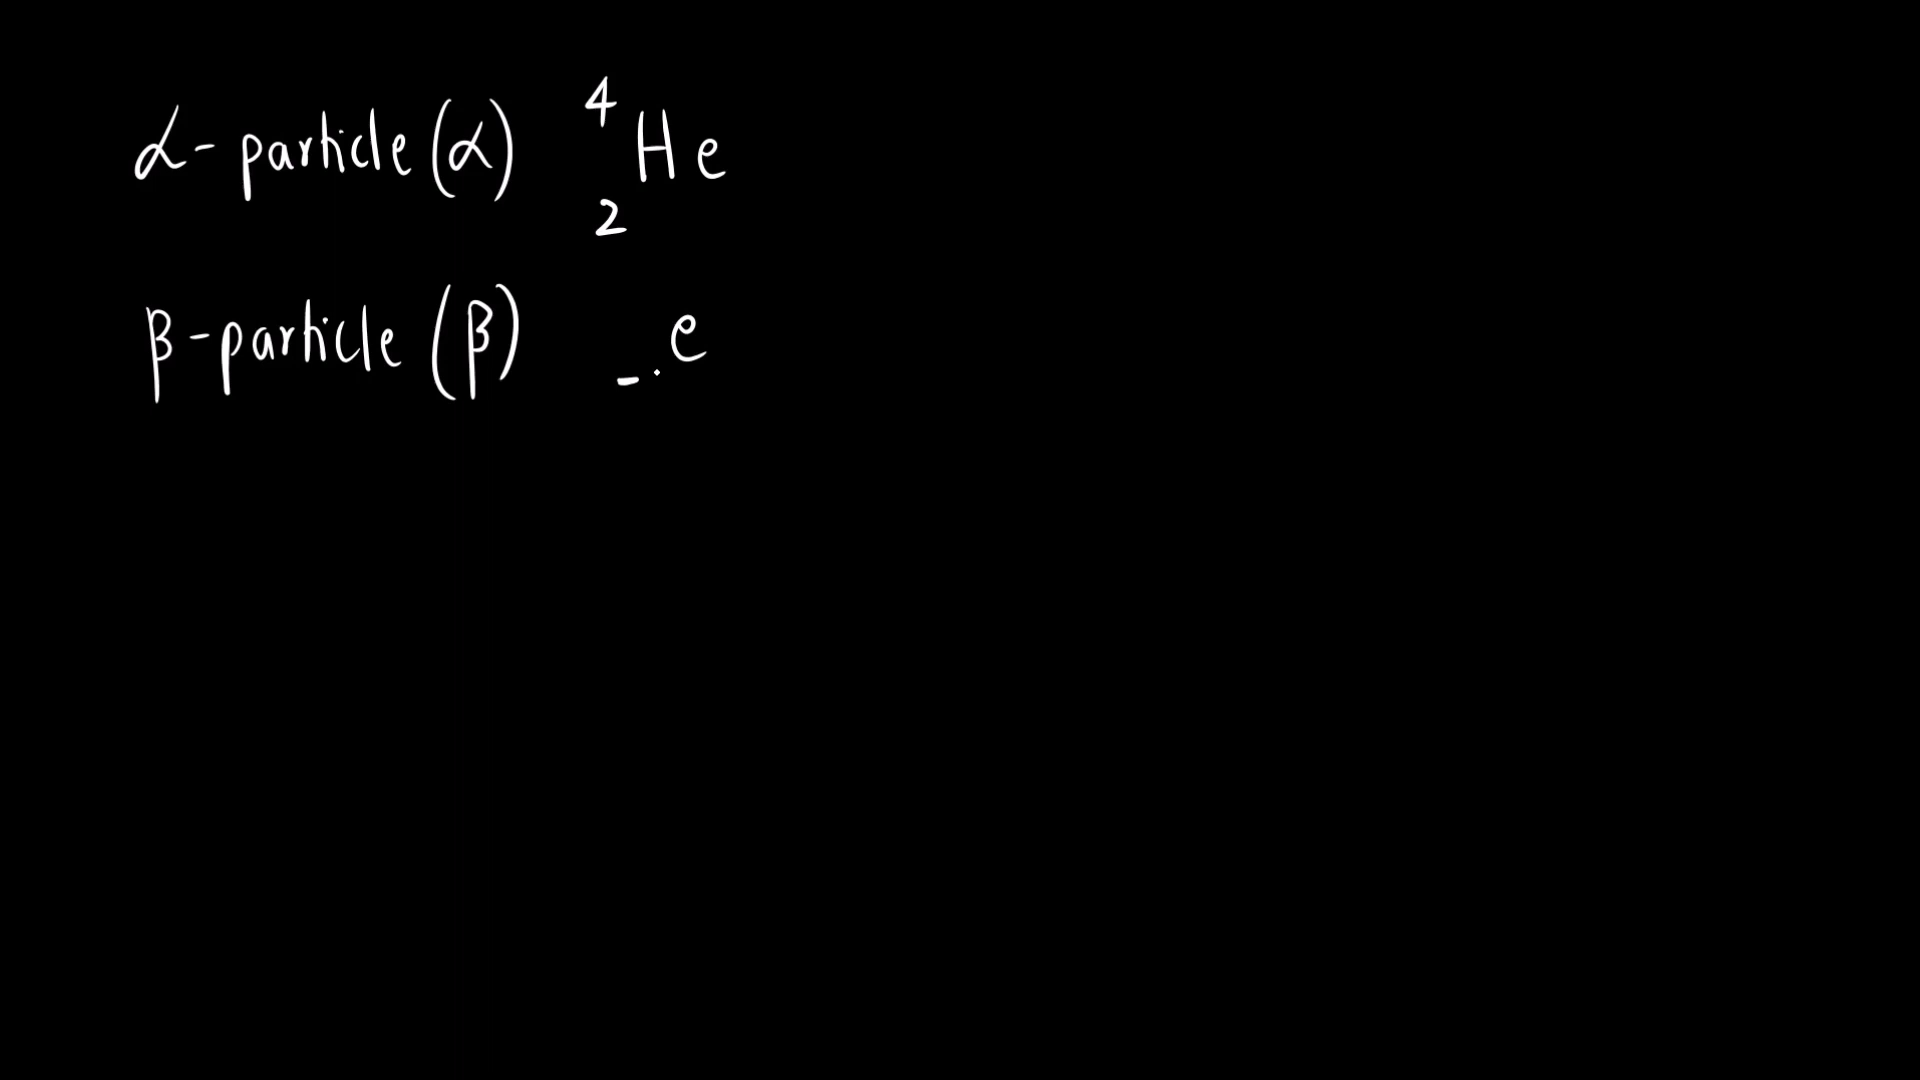 α-particle (α) ⁴₂He
β-particle (β) ₋.e